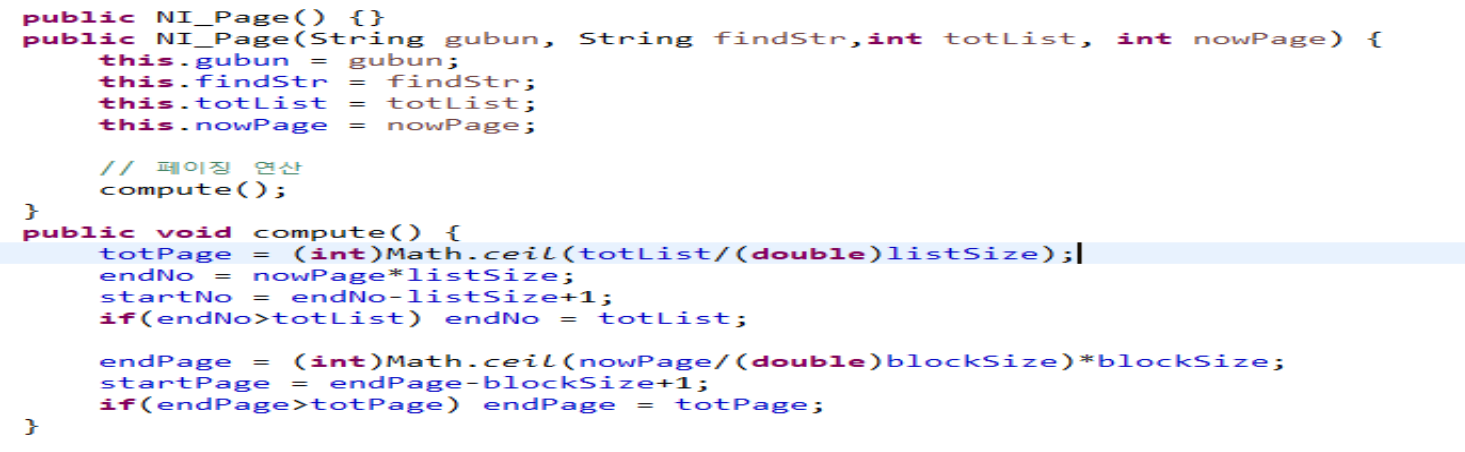 public NI_Page() {}
public NI_Page(String gubun, String findStr,int totList, int nowPage) {
this.gubun = gubun;
this.findStr = findStr;
this.totList = totList;
this.nowPage = nowPage;
// 페이징 연산
compute();
}
public void compute() {
totPage = (int)Math.ceil(totList/(double)listSize);
endNo = nowPage*listSize;
startNo = endNo-listSize+1;
if(endNo>totList) endNo = totList;
endPage = (int)Math.ceil(nowPage/(double)blockSize)*blockSize;
startPage = endPage-blockSize+1;
if(endPage>totPage) endPage = totPage;
}